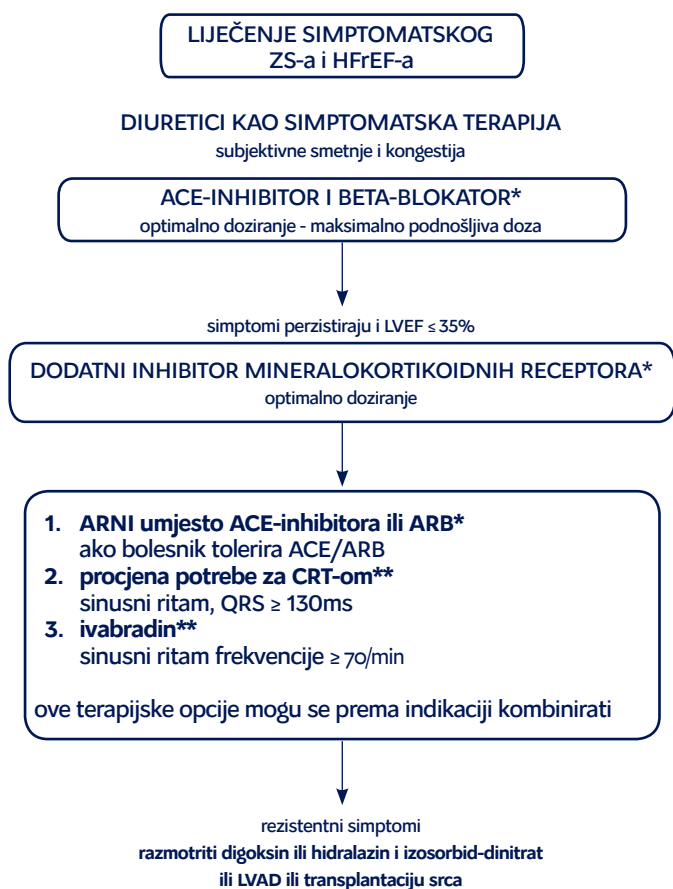 LIJEČENJE SIMPTOMATSKOG
ZS-a i HFrEF-a
DIURETICI KAO SIMPTOMATSKA TERAPIJA
subjektivne smetnje i kongestija
ACE-INHIBITOR I BETA-BLOKATOR*
optimalno doziranje - maksimalno podnošljiva doza
simptomi perzistiraju i LVEF ≤ 35%
DODATNI INHIBITOR MINERALOKORTIKOIDNIH RECEPTORA*
optimalno doziranje
1. ARNI umjesto ACE-inhibitora ili ARB*
ako bolesnik tolerira ACE/ARB
2. procjena potrebe za CRT-om**
sinusni ritam, QRS ≥ 130ms
3. ivabradin**
sinusni ritam frekvencije ≥ 70/min
ove terapijske opcije mogu se prema indikaciji kombinirati
rezistentni simptomi
razmotriti digoksin ili hidralazin i izosorbid-dinitrat
ili LVAD ili transplantaciju srca